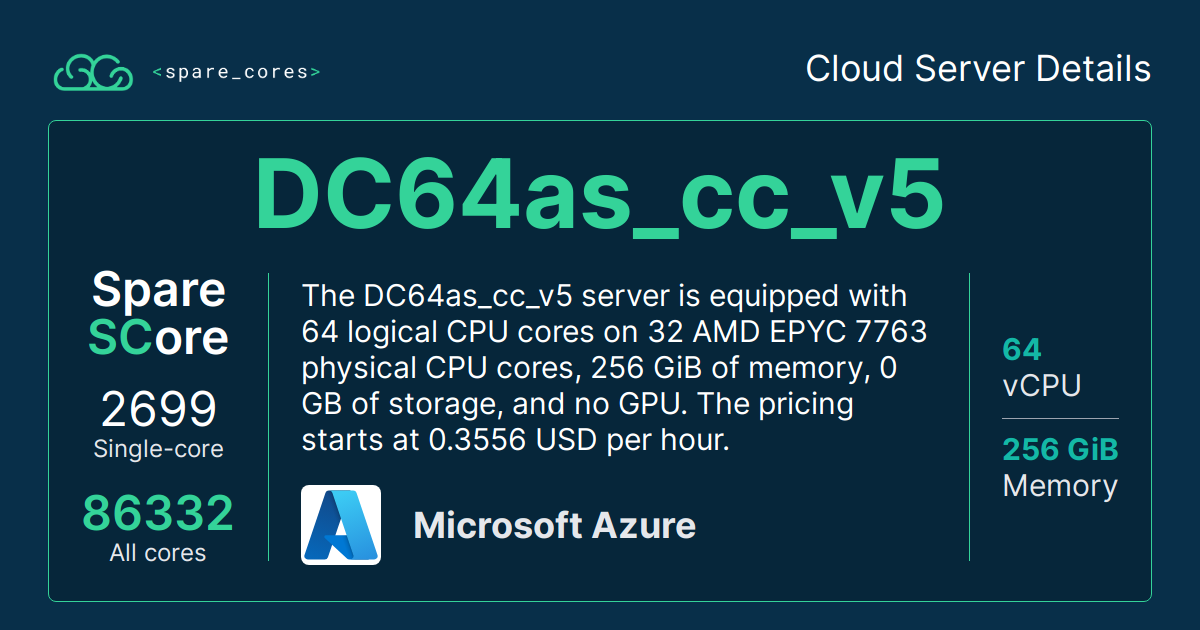 <spare_cores>
Cloud Server Details
DC64as_cc_v5
Spare
SCore
2699
Single-core
86332
All cores
The DC64as_cc_v5 server is equipped with
64 logical CPU cores on 32 AMD EPYC 7763
physical CPU cores, 256 GiB of memory, 0
GB of storage, and no GPU. The pricing
starts at 0.3556 USD per hour.
Microsoft Azure
64
vCPU
256 GiB
Memory